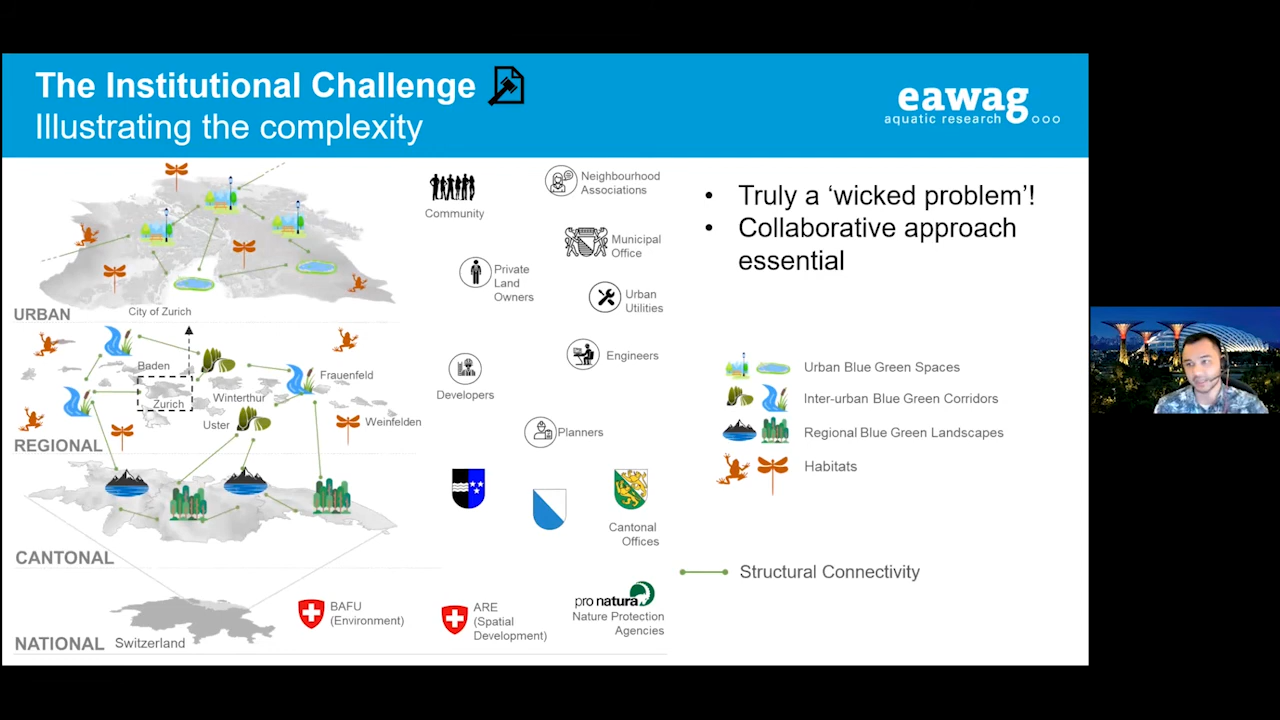 The Institutional Challenge
Illustrating the complexity
eawag
aquatic research
Community
Neighbourhood
Associations
Municipal
Office
Private
Land
Owners
Urban
Utilities
Engineers
Developers
Planners
Cantonal
Offices
URBAN
City of Zurich
Baden
Zurich
Winterthur
Uster
Frauenfeld
Weinfelden
REGIONAL
CANTONAL
NATIONAL
Switzerland
BAFU
(Environment)
ARE
(Spatial
Development)
pro natura
Nature Protection
Agencies
• Truly a ‘wicked problem’!
• Collaborative approach
essential
Urban Blue Green Spaces
Inter-urban Blue Green Corridors
Regional Blue Green Landscapes
Habitats
Structural Connectivity